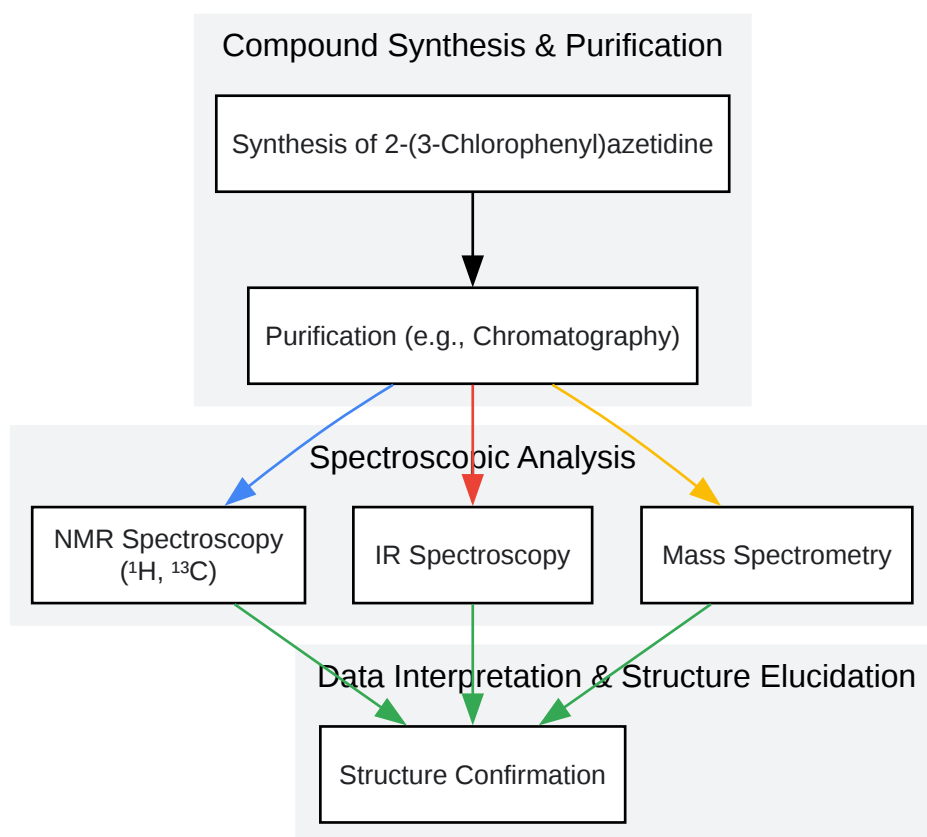 Compound Synthesis & Purification
Synthesis of 2-(3-Chlorophenyl)azetidine
Purification (e.g., Chromatography)
Spectroscopic Analysis
NMR Spectroscopy
(¹H, ¹³C)
IR Spectroscopy
Mass Spectrometry
Data Interpretation & Structure Elucidation
Structure Confirmation